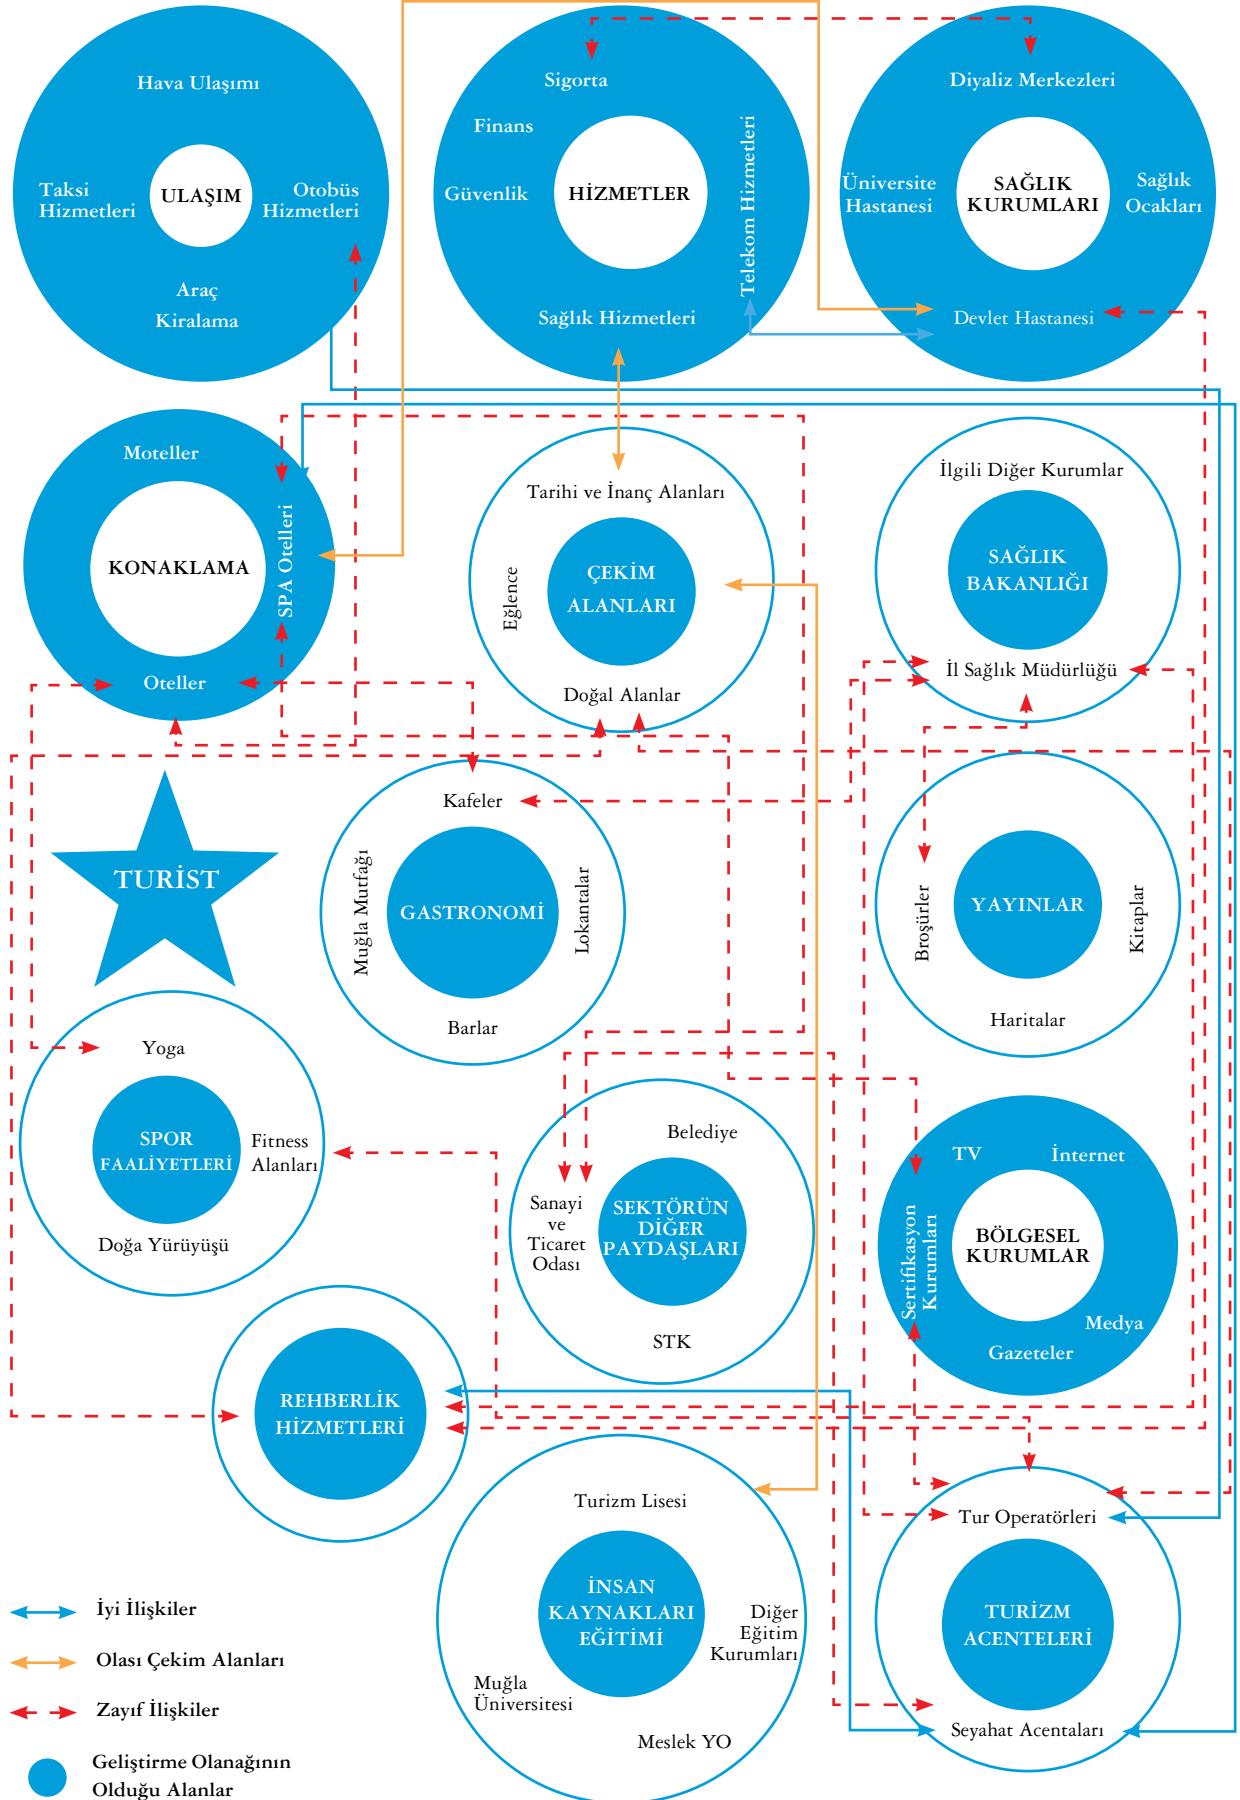 Hava Ulaşımı
Taksi
Hizmetleri
ULAŞIM
Otobüs
Hizmetleri
Araç
Kiralama
Sigorta
Finans
Güvenlik
HİZMETLER
Telekom Hizmetleri
Sağlık Hizmetleri
Diyaliz Merkezleri
Üniversite
Hastanesi
SAĞLIK
KURUMLARI
Sağlık
Ocakları
Devlet Hastanesi
Moteller
KONAKLAMA
SPA Otelleri
Oteller
Tarihi ve İnanç Alanları
Eğlence
ÇEKİM
ALANLARI
Doğal Alanlar
İlgili Diğer Kurumlar
SAĞLIK
BAKANLIĞI
İl Sağlık Müdürlüğü
TURİST
Kafeler
Muğla Mutfağı
GASTRONOMİ
Lokantalar
Barlar
Broşürler
YAYINLAR
Kitaplar
Haritalar
Yoga
SPOR
FAALİYETLERİ
Fitness
Alanları
Doğa Yürüyüşü
Belediye
Sanayi
ve
Ticaret
Odası
SEKTÖRÜN
DİĞER
PAYDAŞLARI
STK
TV
İnternet
Sertifikasyon
Kurumları
BÖLGESEL
KURUMLAR
Medya
Gazeteler
REHBERLİK
HİZMETLERİ
Turizm Lisesi
İNSAN
KAYNAKLARI
EĞİTİMİ
Diğer
Eğitim
Kurumları
Muğla
Üniversitesi
Meslek YO
Tur Operatörleri
TURİZM
ACENTELERİ
Seyahat Acentaları
İyi İlişkiler
Olası Çekim Alanları
Zayıf İlişkiler
Geliştirme Olanağının
Olduğu Alanlar